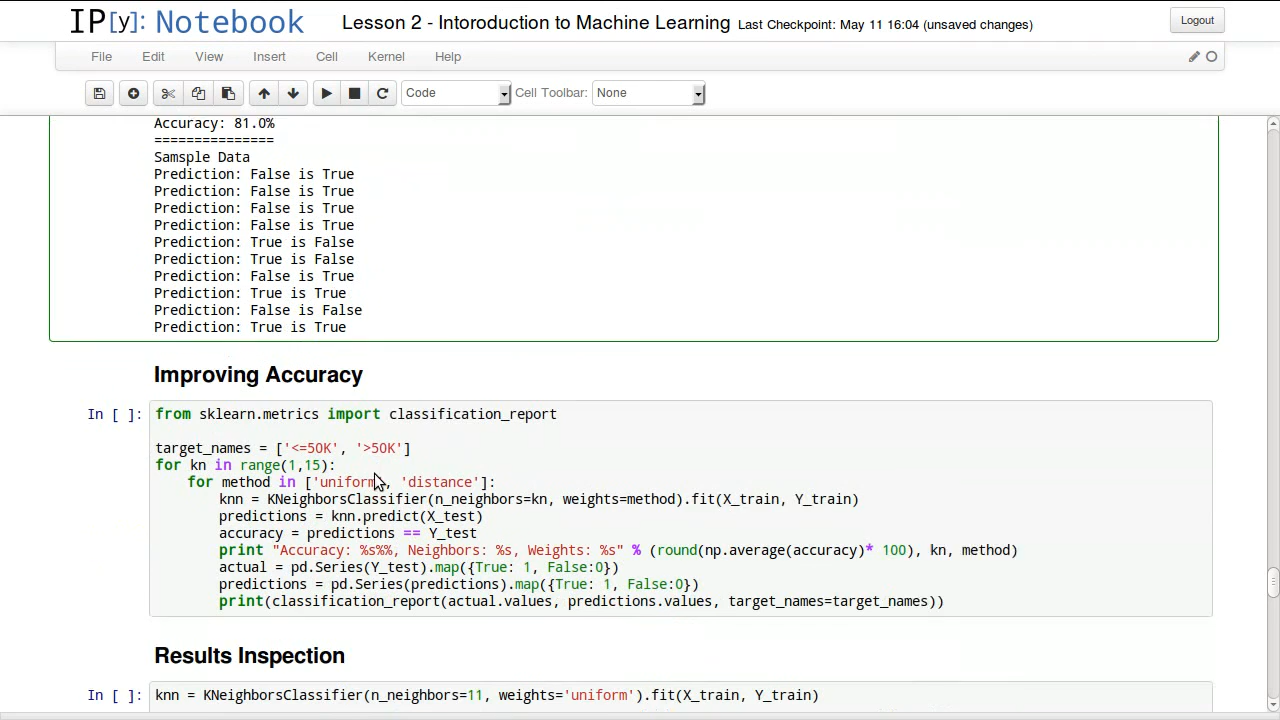 IP[y]: Notebook Lesson 2 - Intoroduction to Machine Learning Last Checkpoint: May 11 16:04 (unsaved changes) Logout
File Edit View Insert Cell Kernel Help
Code Cell Toolbar: None
Accuracy: 81.0%
===============
Samsple Data
Prediction: False is True
Prediction: False is True
Prediction: False is True
Prediction: False is True
Prediction: True is False
Prediction: True is False
Prediction: False is True
Prediction: True is True
Prediction: False is False
Prediction: True is True
Improving Accuracy
In [ ]: from sklearn.metrics import classification_report
target_names = ['<=50K', '>50K']
for kn in range(1,15):
for method in ['uniform', 'distance']:
knn = KNeighborsClassifier(n_neighbors=kn, weights=method).fit(X_train, Y_train)
predictions = knn.predict(X_test)
accuracy = predictions == Y_test
print "Accuracy: %s%%, Neighbors: %s, Weights: %s" % (round(np.average(accuracy)* 100), kn, method)
actual = pd.Series(Y_test).map({True: 1, False:0})
predictions = pd.Series(predictions).map({True: 1, False:0})
print(classification_report(actual.values, predictions.values, target_names=target_names))
Results Inspection
In [ ]: knn = KNeighborsClassifier(n_neighbors=11, weights='uniform').fit(X_train, Y_train)